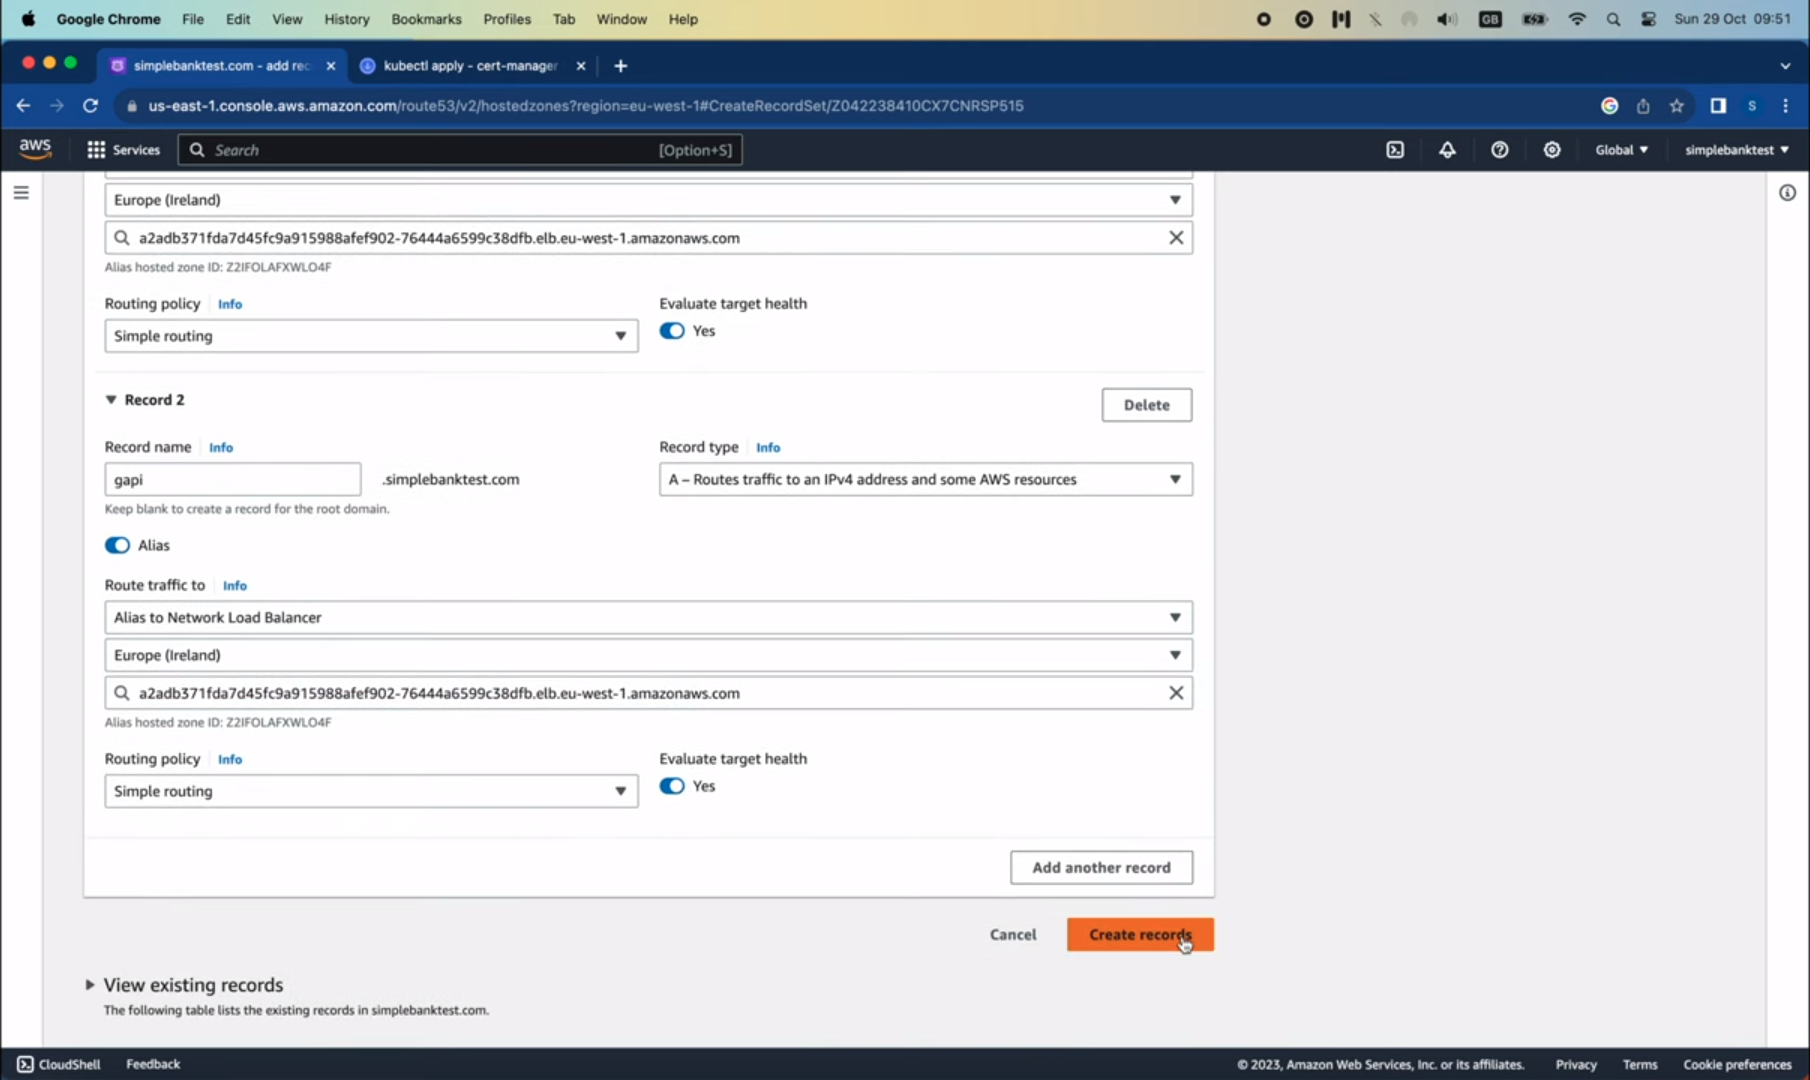 Google Chrome File Edit View History Bookmarks Profiles Tab Window Help GB Sun 29 Oct 09:51
simplebanktest.com - add rec kubectl apply - cert-manager
us-east-1.console.aws.amazon.com/route53/v2/hostedzones?region=eu-west-1#CreateRecordSet/Z042238410CX7CNRSP515 G S
aws Services Search [Option+S] Global simplebanktest
Europe (Ireland)
a2adb371fda7d45fc9a915988afef902-76444a6599c38dfb.elb.eu-west-1.amazonaws.com
Alias hosted zone ID: Z2IFOLAFXWLO4F
Routing policy Info Evaluate target health
Simple routing Yes
Record 2 Delete
Record name Info Record type Info
gapi .simplebanktest.com A – Routes traffic to an IPv4 address and some AWS resources
Keep blank to create a record for the root domain.
Alias
Route traffic to Info
Alias to Network Load Balancer
Europe (Ireland)
a2adb371fda7d45fc9a915988afef902-76444a6599c38dfb.elb.eu-west-1.amazonaws.com
Alias hosted zone ID: Z2IFOLAFXWLO4F
Routing policy Info Evaluate target health
Simple routing Yes
Add another record
Cancel Create records
View existing records
The following table lists the existing records in simplebanktest.com.
CloudShell Feedback © 2023, Amazon Web Services, Inc. or its affiliates. Privacy Terms Cookie preferences